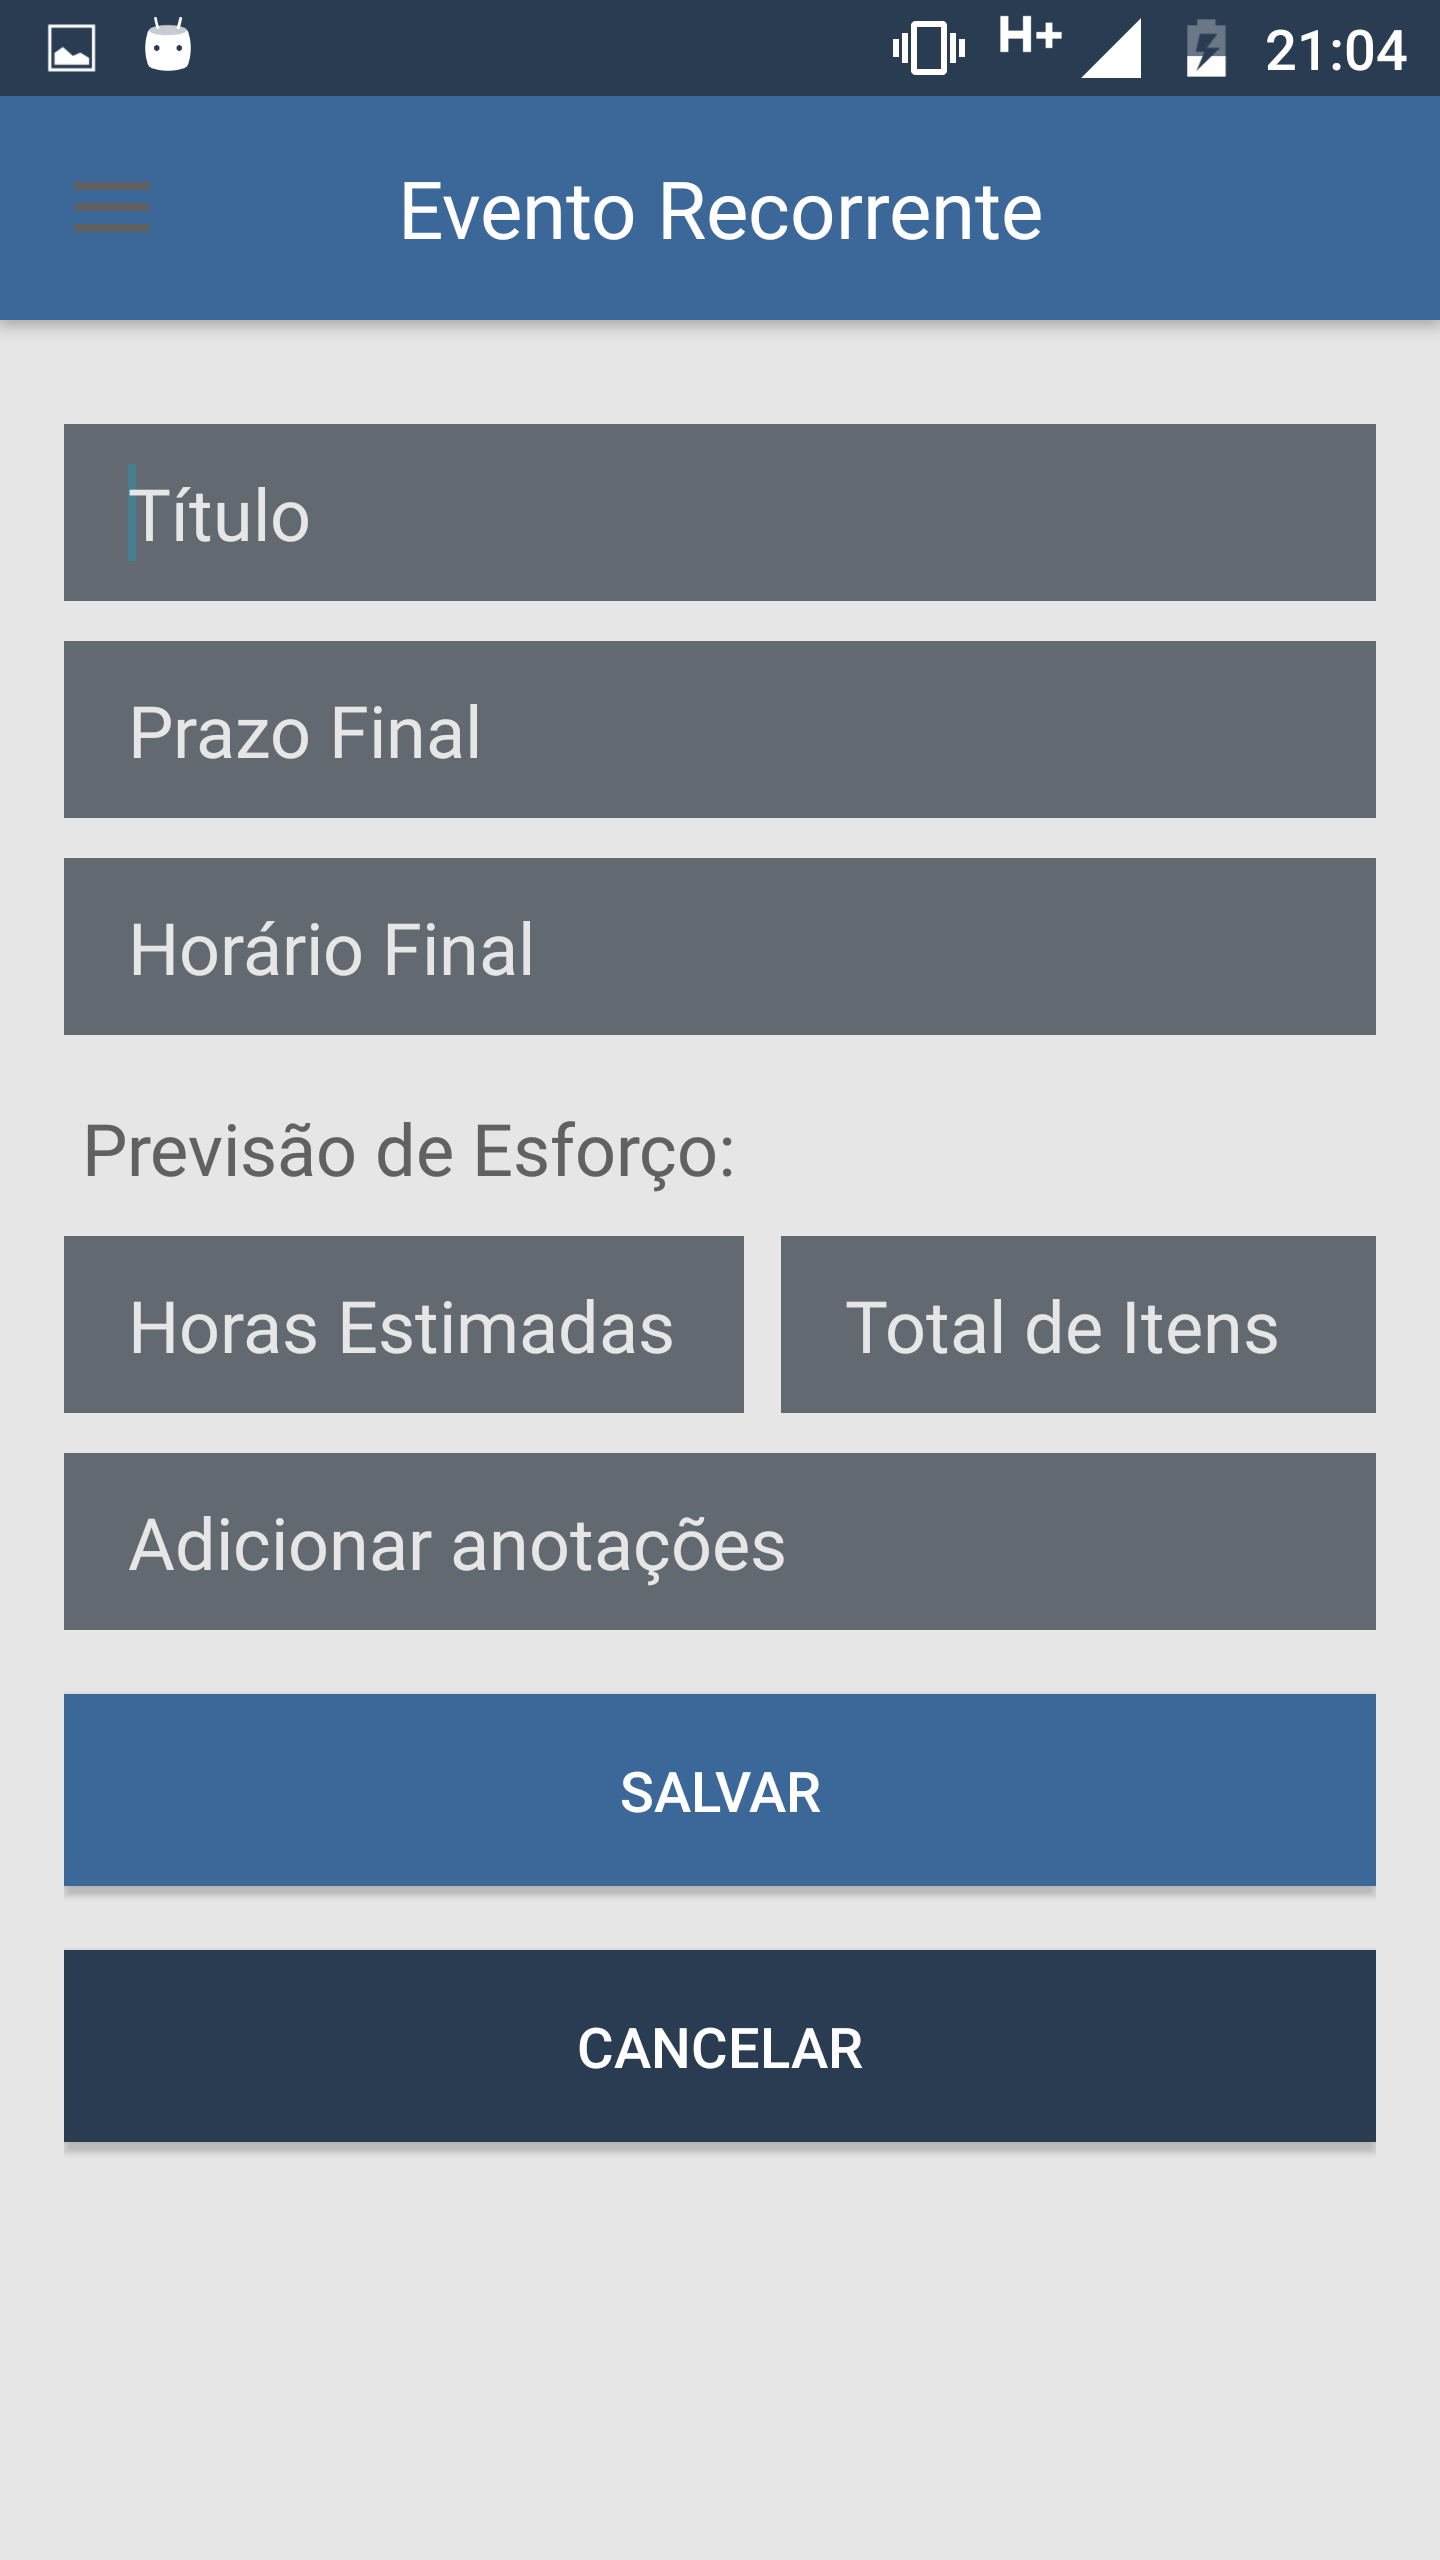 H+ 21:04
Evento Recorrente
Título
Prazo Final
Horário Final
Previsão de Esforço:
Horas Estimadas Total de Itens
Adicionar anotações
SALVAR
CANCELAR